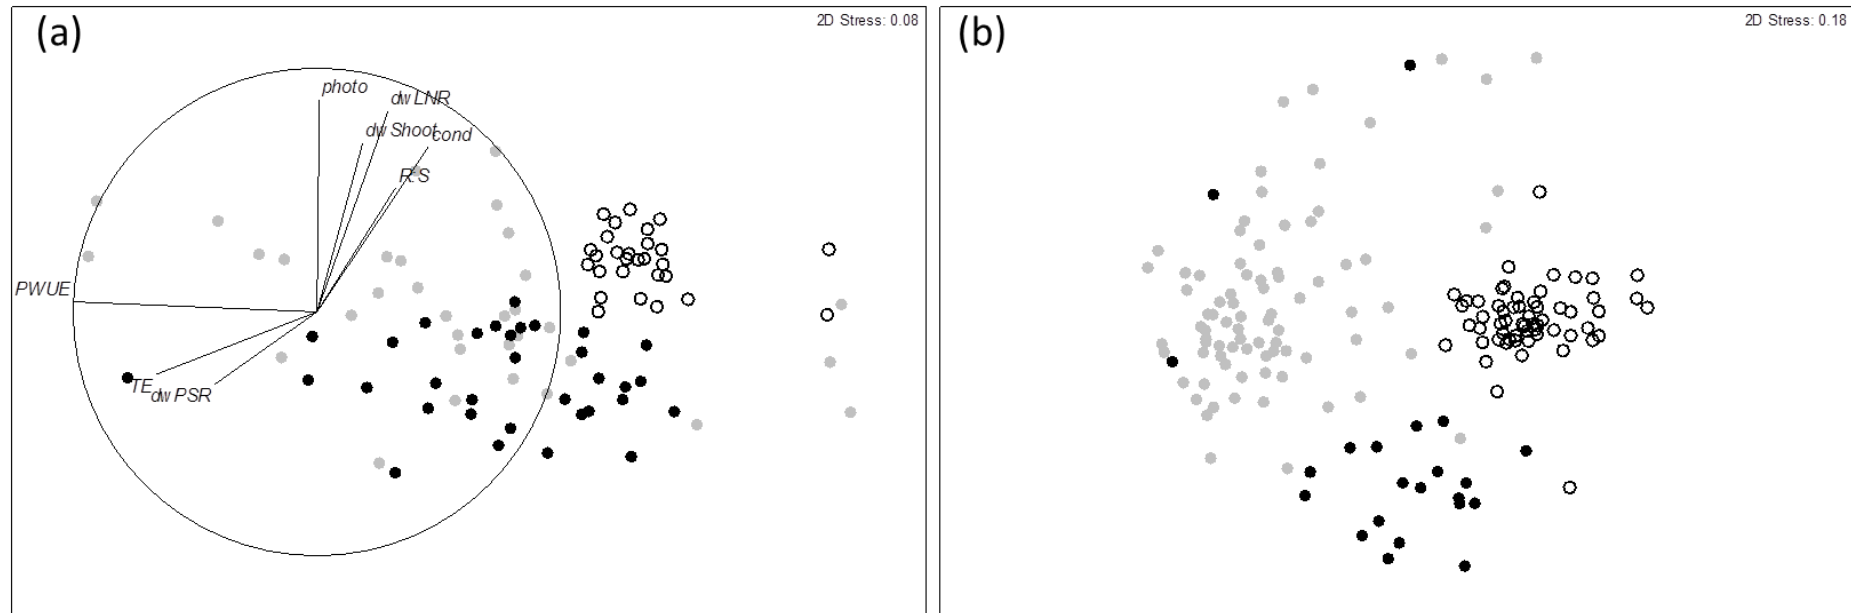 (a)
2D Stress: 0.08
photo
dw LNR
dw Shoot
cond
R:S
PWUE
TE
dw PSR
(b)
2D Stress: 0.18